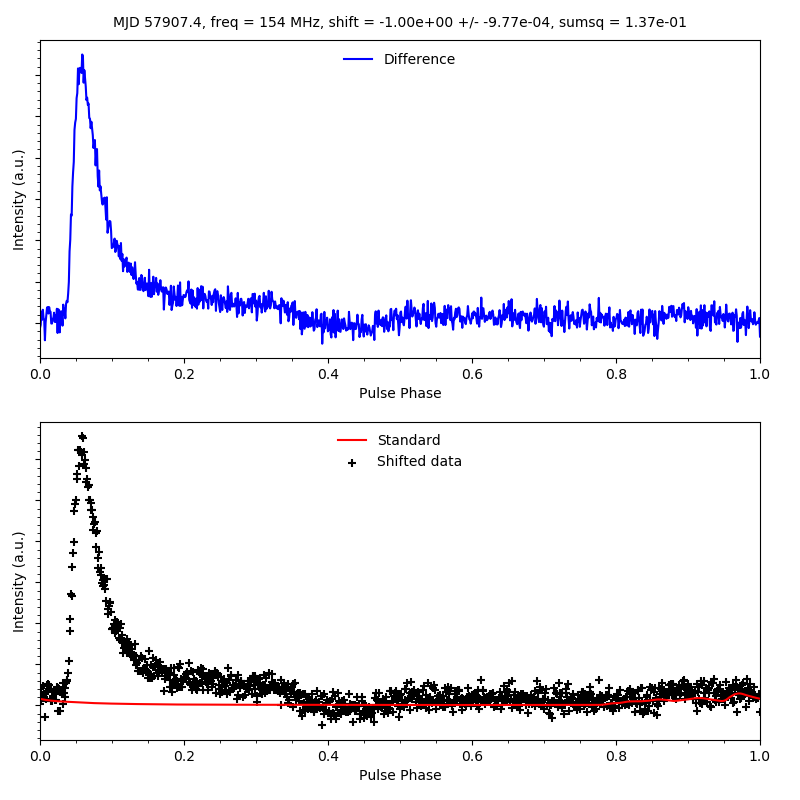 MJD 57907.4, freq = 154 MHz, shift = -1.00e+00 +/- -9.77e-04, sumsq = 1.37e-01
Difference
Intensity (a.u.)
0.0 0.2 0.4 0.6 0.8 1.0
Pulse Phase
Standard
Shifted data
Intensity (a.u.)
0.0 0.2 0.4 0.6 0.8 1.0
Pulse Phase